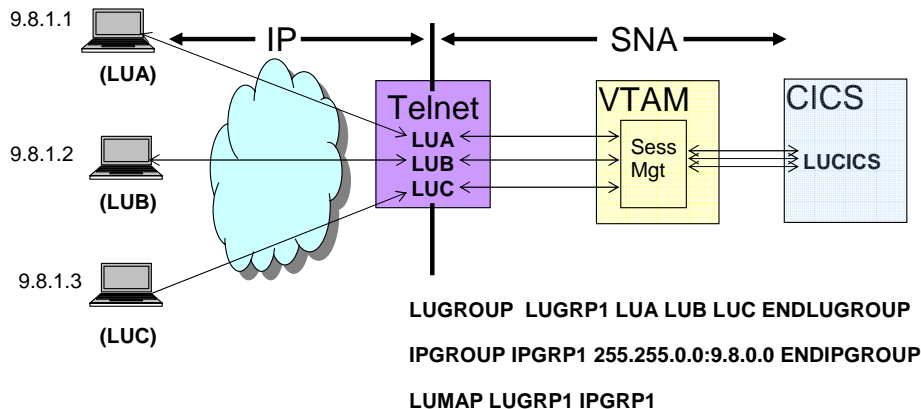 9.8.1.1
(LUA)
9.8.1.2
(LUB)
9.8.1.3
(LUC)
IP
SNA
Telnet
LUA
LUB
LUC
VTAM
Sess
Mgt
CICS
LUCICS
LUGROUP LUGRP1 LUA LUB LUC ENDLUGROUP
IPGROUP IPGRP1 255.255.0.0:9.8.0.0 ENDIPGROUP
LUMAP LUGRP1 IPGRP1